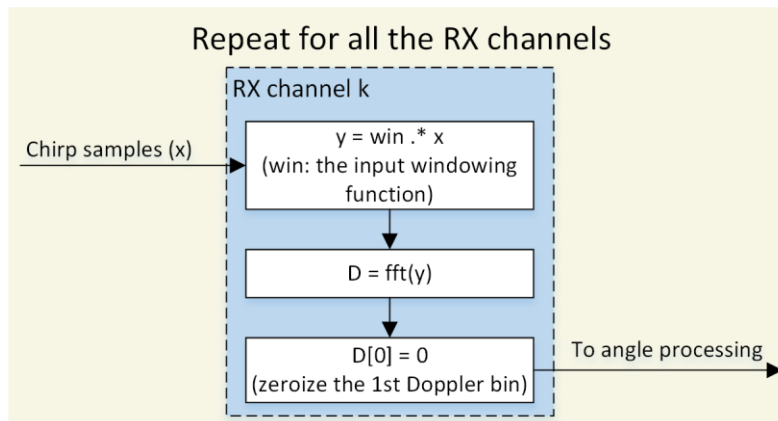 Repeat for all the RX channels
RX channel k
Chirp samples (x)
y = win .* x
(win: the input windowing
function)
D = fft(y)
D[0] = 0
(zeroize the 1st Doppler bin)
To angle processing